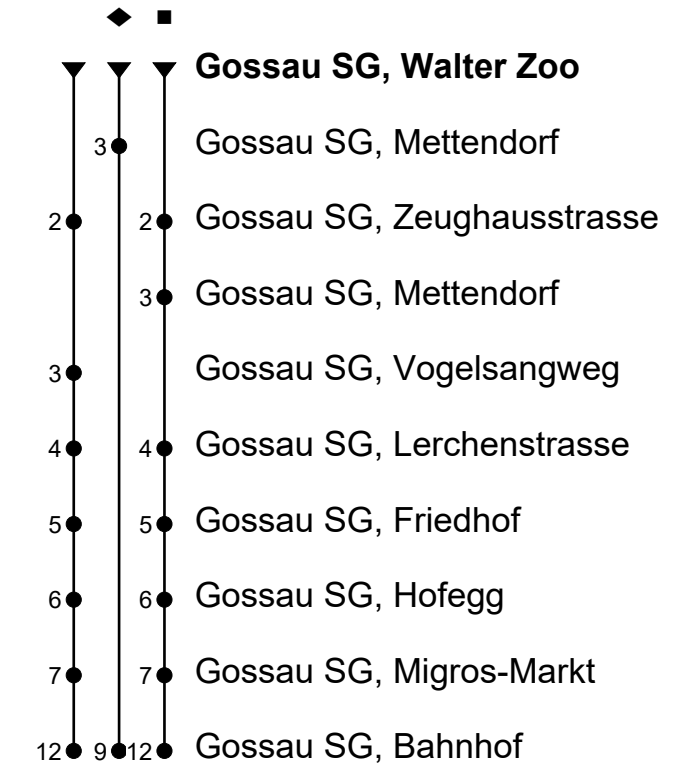 Gossau SG, Walter Zoo
3 Gossau SG, Mettendorf
2 2 Gossau SG, Zeughausstrasse
3 Gossau SG, Mettendorf
3 Gossau SG, Vogelsangweg
4 4 Gossau SG, Lerchenstrasse
5 5 Gossau SG, Friedhof
6 6 Gossau SG, Hofegg
7 7 Gossau SG, Migros-Markt
12 9 12 Gossau SG, Bahnhof